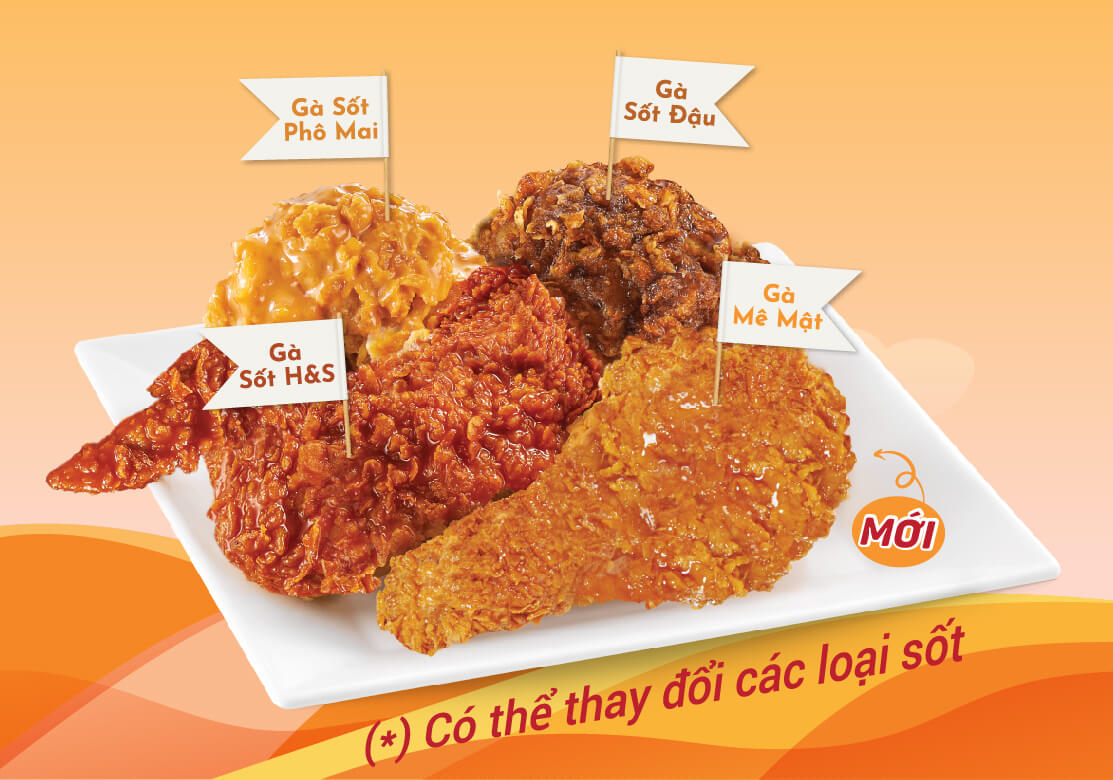 Gà Sốt
Phô Mai
Gà
Sốt Đậu
Gà
Mê Mật
Gà
Sốt H&S
MỚI
(*) Có thể thay đổi các loại sốt